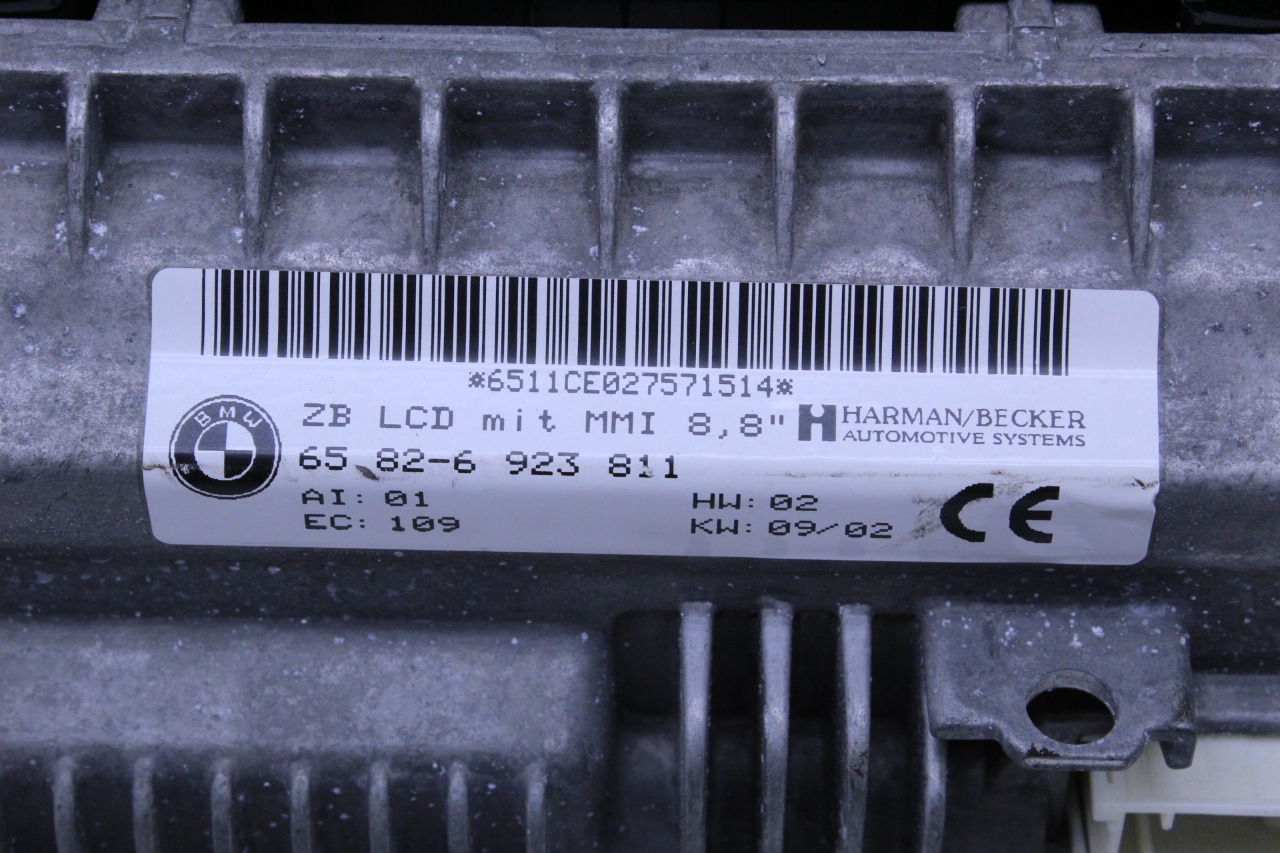 *6511CE027571514*
BMW
ZB LCD mit MMI 8,8"
HARMAN/BECKER
AUTOMOTIVE SYSTEMS
65 82-6 923 811
AI: 01
HW: 02
EC: 109
KW: 09/02
CE